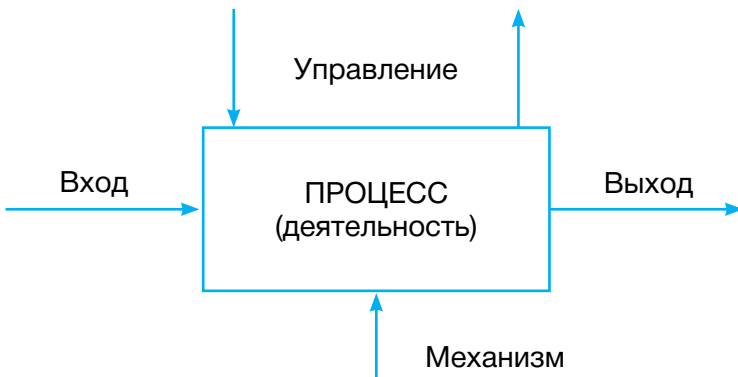 Управление
Вход
ПРОЦЕСС
(деятельность)
Выход
Механизм